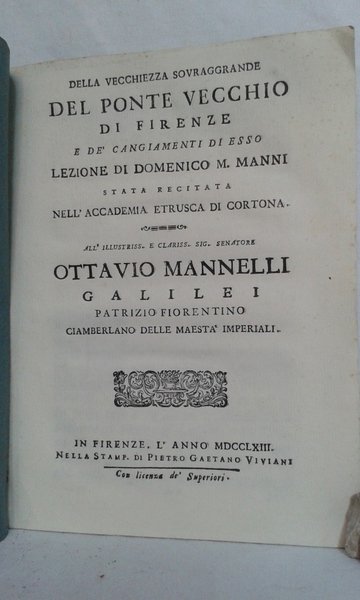 DELLA VECCHIEZZA SOVRAGGRANDE
DEL PONTE VECCHIO
DI FIRENZE
E DE' CANGIAMENTI DI ESSO
LEZIONE DI DOMENICO M. MANNI
STATA RECITATA
NELL'ACCADEMIA ETRUSCA DI CORTONA.
ALL' ILLUSTRISS. E CLARISS. SIG. SENATORE
OTTAVIO MANNELLI
GALILEI
PATRIZIO FIORENTINO
CIAMBERLANO DELLE MAESTA' IMPERIALI.
IN FIRENZE. L' ANNO MDCCLXIII.
NELLA STAMP. DI PIETRO GAETANO VIVIANI
Con licenza de' Superiori.